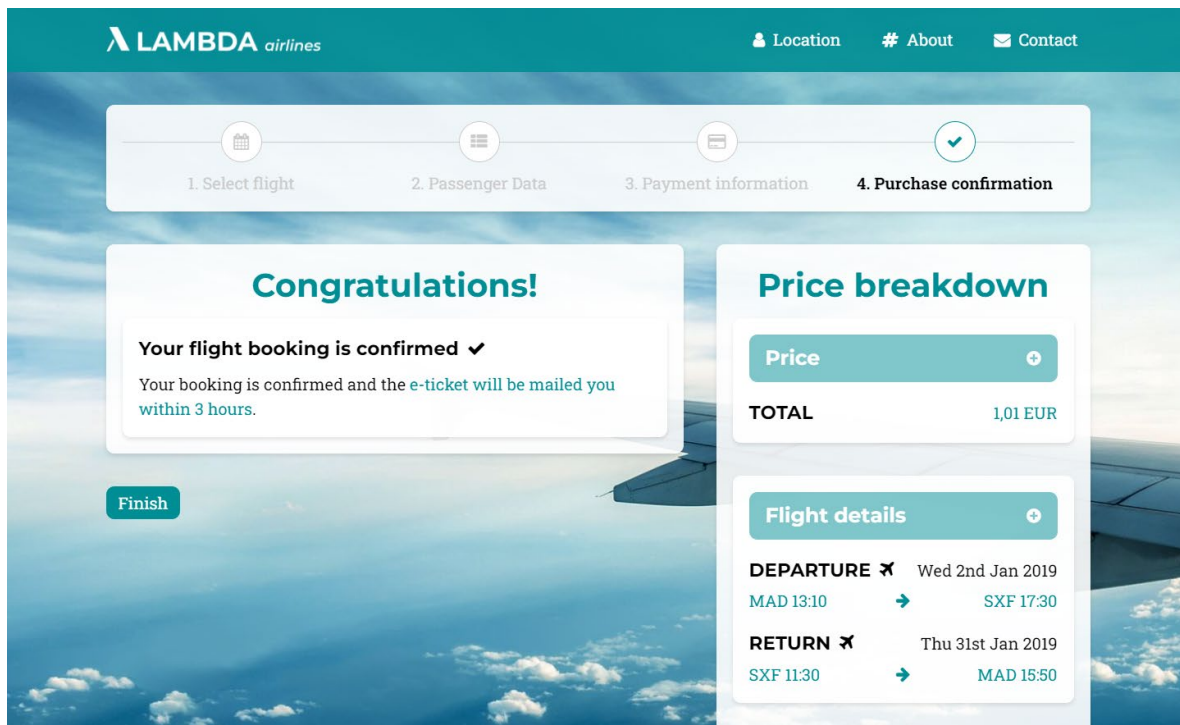 LAMBDA airlines
Location
# About
Contact
1. Select flight
2. Passenger Data
3. Payment information
4. Purchase confirmation
Congratulations!
Your flight booking is confirmed
Your booking is confirmed and the e-ticket will be mailed you
within 3 hours.
Finish
Price breakdown
Price
TOTAL 1,01 EUR
Flight details
DEPARTURE Wed 2nd Jan 2019
MAD 13:10 → SXF 17:30
RETURN Thu 31st Jan 2019
SXF 11:30 → MAD 15:50